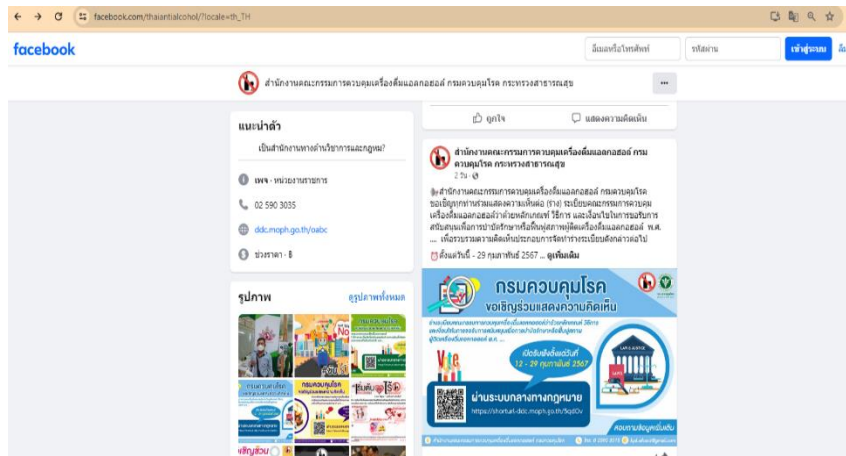 facebook.com/thaiantialcohol/?locale=th_TH
facebook
อีเมลหรือโทรศัพท์
รหัสผ่าน
เข้าสู่ระบบ
สำนักงานคณะกรรมการควบคุมเครื่องดื่มแอลกอฮอล์ กรมควบคุมโรค กระทรวงสาธารณสุข
แนะนำตัว
เป็นสำนักงานทางด้านวิชาการและกฎหม?
เพจ · หน่วยงานราชการ
02 590 3035
ddc.moph.go.th/oabc
ช่วงราคา · ฿
รูปภาพ
ดูรูปภาพทั้งหมด
ถูกใจ
แสดงความคิดเห็น
สำนักงานคณะกรรมการควบคุมเครื่องดื่มแอลกอฮอล์ กรม
ควบคุมโรค กระทรวงสาธารณสุข
2 วัน ·
สำนักงานคณะกรรมการควบคุมเครื่องดื่มแอลกอฮอล์ กรมควบคุมโรค
ขอเชิญทุกท่านร่วมแสดงความเห็นต่อ (ร่าง) ระเบียบคณะกรรมการควบคุม
เครื่องดื่มแอลกอฮอล์ว่าด้วยหลักเกณฑ์ วิธีการ และเงื่อนไขในการขอรับการ
สนับสนุนเพื่อการบำบัดรักษาหรือฟื้นฟูสภาพผู้ติดเครื่องดื่มแอลกอฮอล์ พ.ศ.
.... เพื่อรวบรวมความคิดเห็นประกอบการจัดทำร่างระเบียบดังกล่าวต่อไป
ตั้งแต่วันนี้ - 29 กุมภาพันธ์ 2567 ... ดูเพิ่มเติม
กรมควบคุมโรค
ขอเชิญร่วมแสดงความคิดเห็น
Vote
เปิดรับฟังตั้งแต่วันที่
12 - 29 กุมภาพันธ์ 2567
LAW & JUSTICE
ผ่านระบบกลางทางกฎหมาย
https://shorturl-ddc.moph.go.th/5qdOv
สอบถามข้อมูลเพิ่มเติม